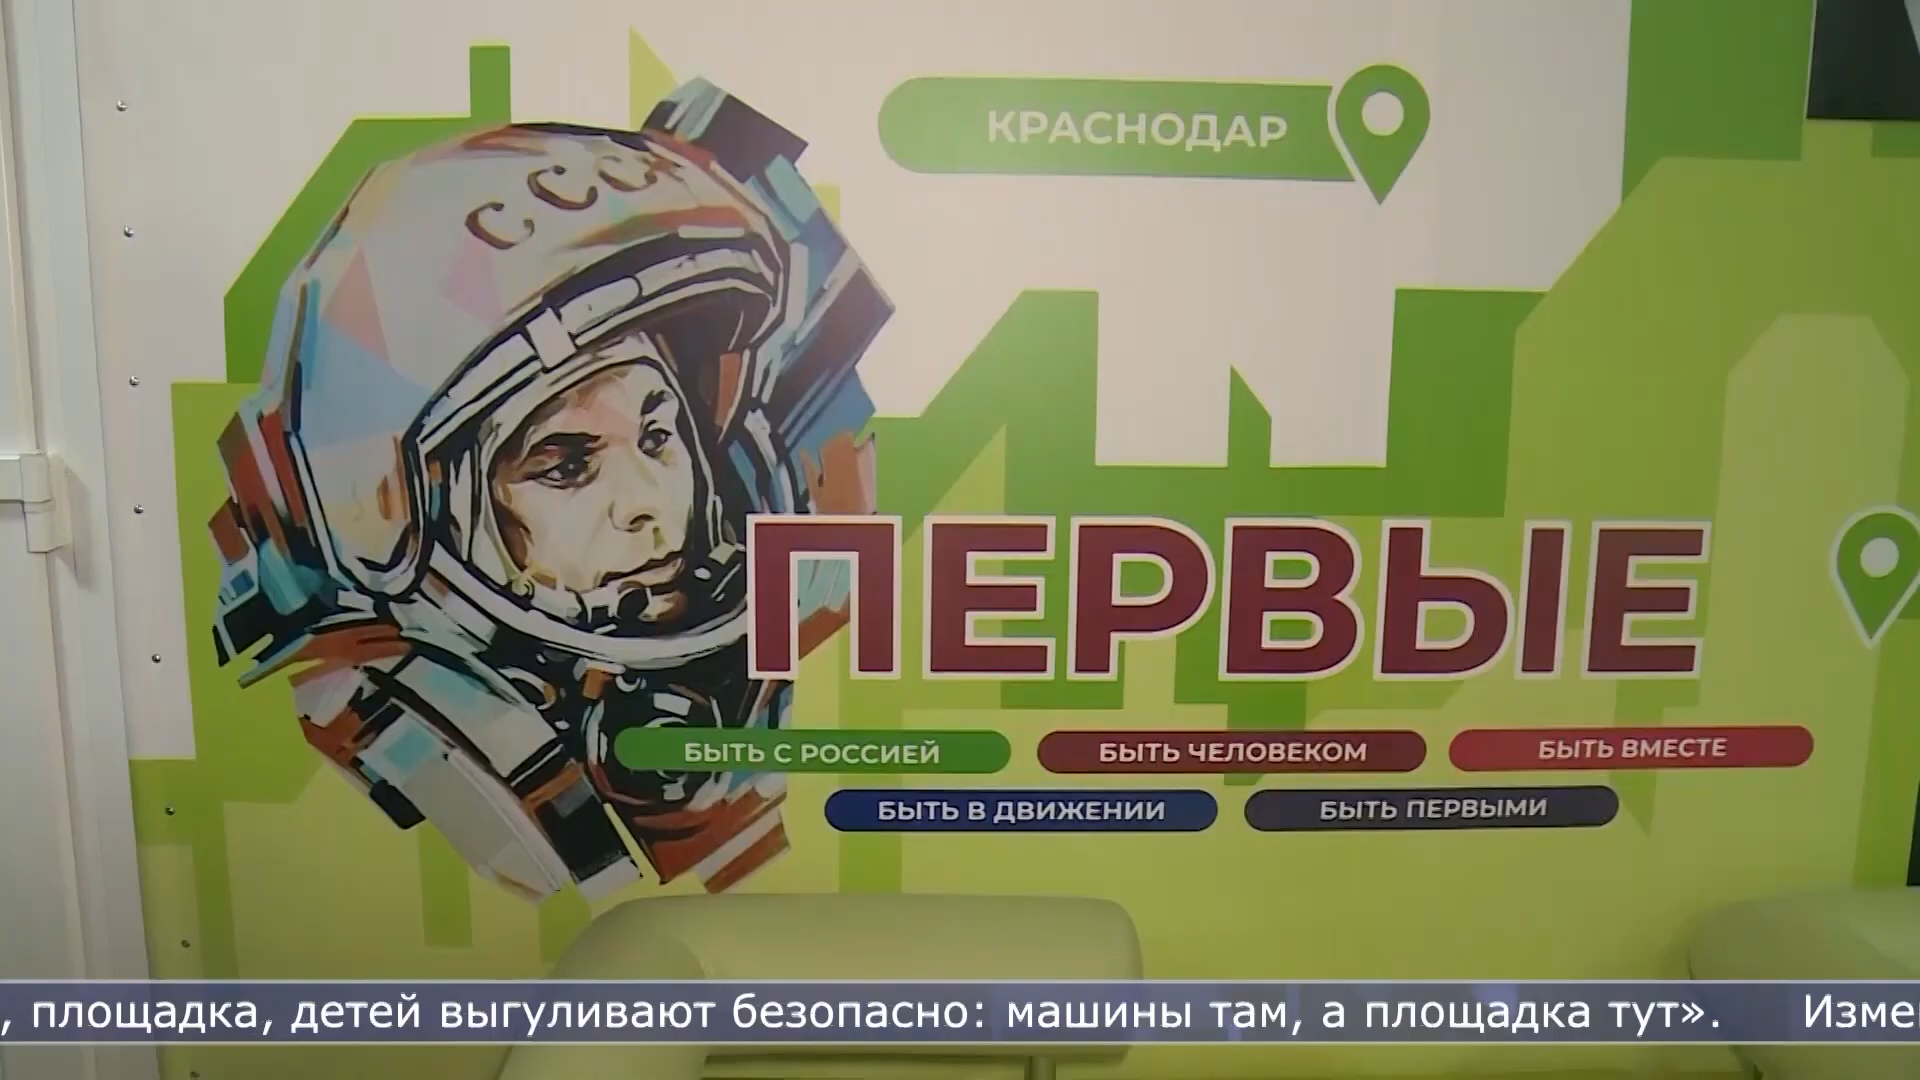 КРАСНОДАР
СССР
ПЕРВЫЕ
БЫТЬ С РОССИЕЙ
БЫТЬ ЧЕЛОВЕКОМ
БЫТЬ ВМЕСТЕ
БЫТЬ В ДВИЖЕНИИ
БЫТЬ ПЕРВЫМИ
, площадка, детей выгуливают безопасно: машины там, а площадка тут».